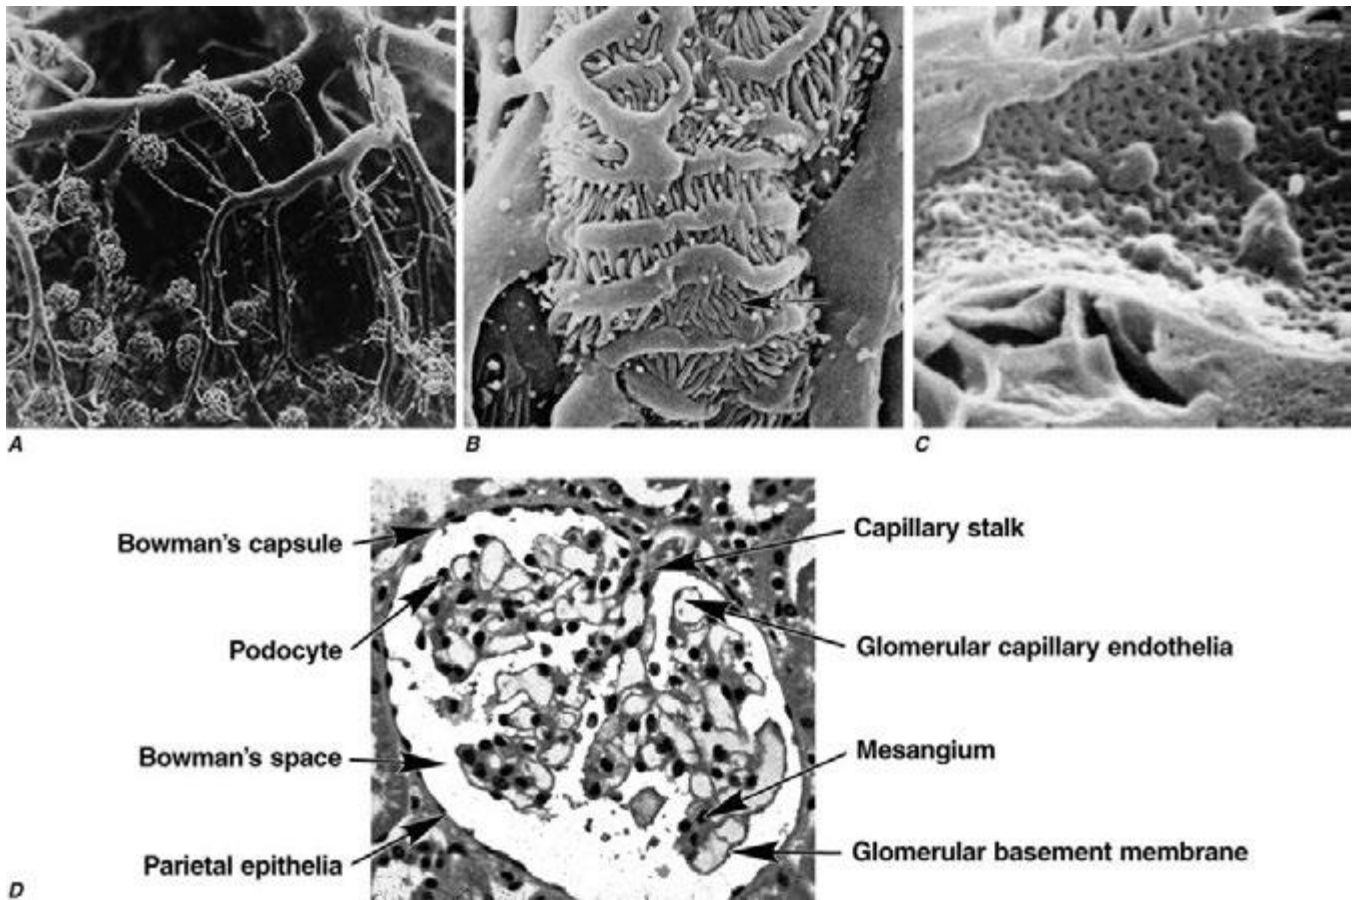 A
B
C
Bowman's capsule
Capillary stalk
Podocyte
Glomerular capillary endothelia
Bowman's space
Mesangium
Parietal epithelia
Glomerular basement membrane
D